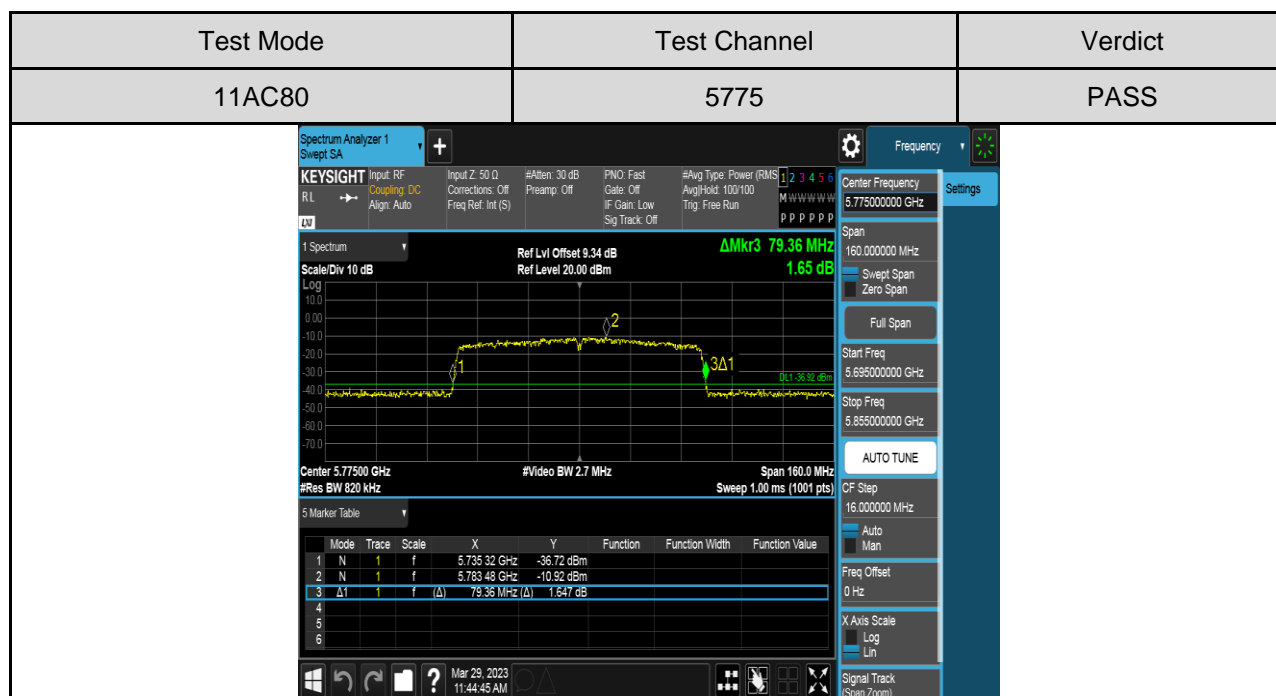 Test Mode Test Channel Verdict
11AC80 5775 PASS
Spectrum Analyzer 1
Swept SA
+
Frequency
KEYSIGHT Input: RF Input Z: 50 Ω #Atten: 30 dB PNO: Fast #Avg Type: Power (RMS 1 2 3 4 5 6
RL Coupling: DC Corrections: Off Preamp: Off Gate: Off Avg|Hold: 100/100 M W W W W W
Align: Auto Freq Ref: Int (S) IF Gain: Low Trig: Free Run
LXI Sig Track: Off P P P P P P
Center Frequency Settings
5.775000000 GHz
1 Spectrum
Ref Lvl Offset 9.34 dB ΔMkr3 79.36 MHz
Scale/Div 10 dB Ref Level 20.00 dBm 1.65 dB
Log
10.0
0.00
-10.0
-20.0
-30.0
-40.0
-50.0
-60.0
-70.0
1
2
3Δ1
DL1 -36.92 dBm
Center 5.77500 GHz #Video BW 2.7 MHz Span 160.0 MHz
#Res BW 820 kHz Sweep 1.00 ms (1001 pts)
Span
160.000000 MHz
Swept Span
Zero Span
Full Span
Start Freq
5.695000000 GHz
Stop Freq
5.855000000 GHz
AUTO TUNE
CF Step
16.000000 MHz
Auto
Man
Freq Offset
0 Hz
X Axis Scale
Log
Lin
Signal Track
(Span Zoom)
5 Marker Table
Mode Trace Scale X Y Function Function Width Function Value
1 N 1 f 5.735 32 GHz -36.72 dBm
2 N 1 f 5.783 48 GHz -10.92 dBm
3 Δ1 1 f (Δ) 79.36 MHz (Δ) 1.647 dB
4
5
6
? Mar 29, 2023
11:44:45 AM